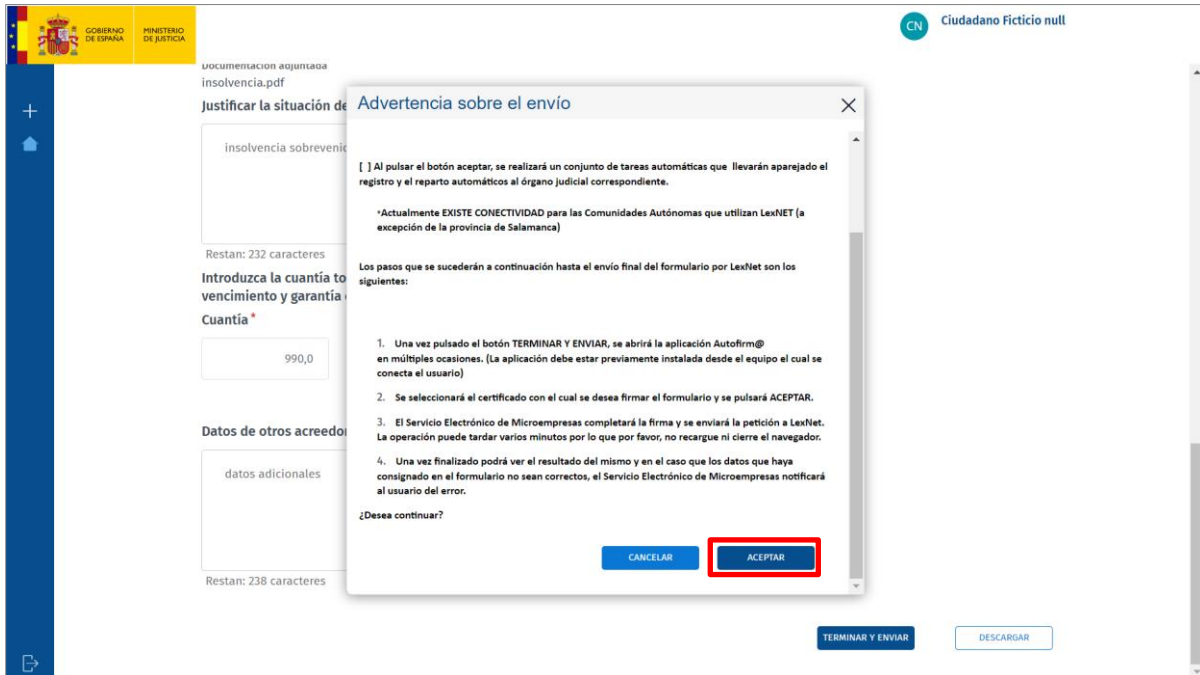 GOBIERNO
DE ESPAÑA
MINISTERIO
DE JUSTICIA
CN
Ciudadano Ficticio null
Documentación adjuntada
insolvencia.pdf
Justificar la situación de
insolvencia sobrevenic
Restan: 232 caracteres
Introduzca la cuantía to
vencimiento y garantía
Cuantía *
990,0
Datos de otros acreedo
datos adicionales
Restan: 238 caracteres
Advertencia sobre el envío
[ ] Al pulsar el botón aceptar, se realizará un conjunto de tareas automáticas que llevarán aparejado el
registro y el reparto automáticos al órgano judicial correspondiente.
•Actualmente EXISTE CONECTIVIDAD para las Comunidades Autónomas que utilizan LexNET (a
excepción de la provincia de Salamanca)
Los pasos que se sucederán a continuación hasta el envío final del formulario por LexNet son los
siguientes:
1. Una vez pulsado el botón TERMINAR Y ENVIAR, se abrirá la aplicación Autofirm@
en múltiples ocasiones. (La aplicación debe estar previamente instalada desde el equipo el cual se
conecta el usuario)
2. Se seleccionará el certificado con el cual se desea firmar el formulario y se pulsará ACEPTAR.
3. El Servicio Electrónico de Microempresas completará la firma y se enviará la petición a LexNet.
La operación puede tardar varios minutos por lo que por favor, no recargue ni cierre el navegador.
4. Una vez finalizado podrá ver el resultado del mismo y en el caso que los datos que haya
consignado en el formulario no sean correctos, el Servicio Electrónico de Microempresas notificará
al usuario del error.
¿Desea continuar?
CANCELAR
ACEPTAR
TERMINAR Y ENVIAR
DESCARGAR